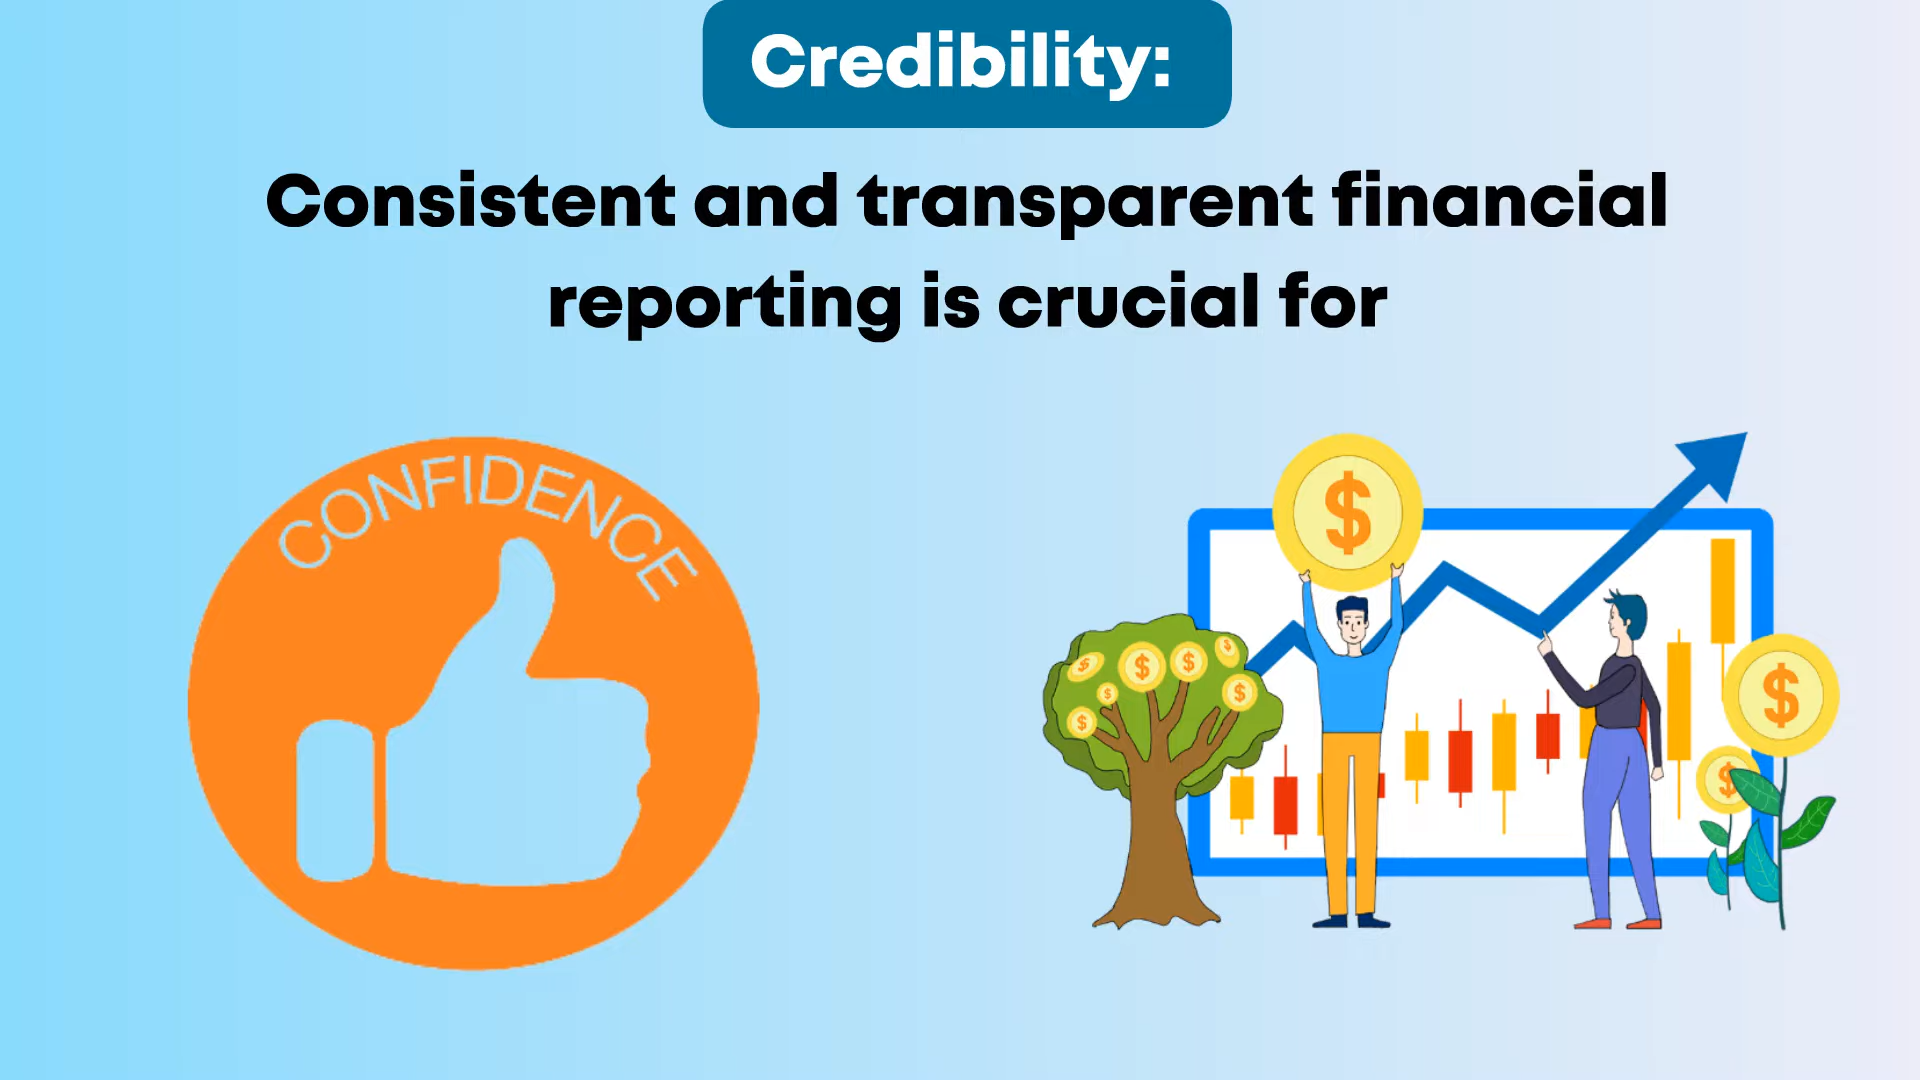 Credibility:
Consistent and transparent financial
reporting is crucial for
CONFIDENCE
$
$
$
$
$
$
$
$
$